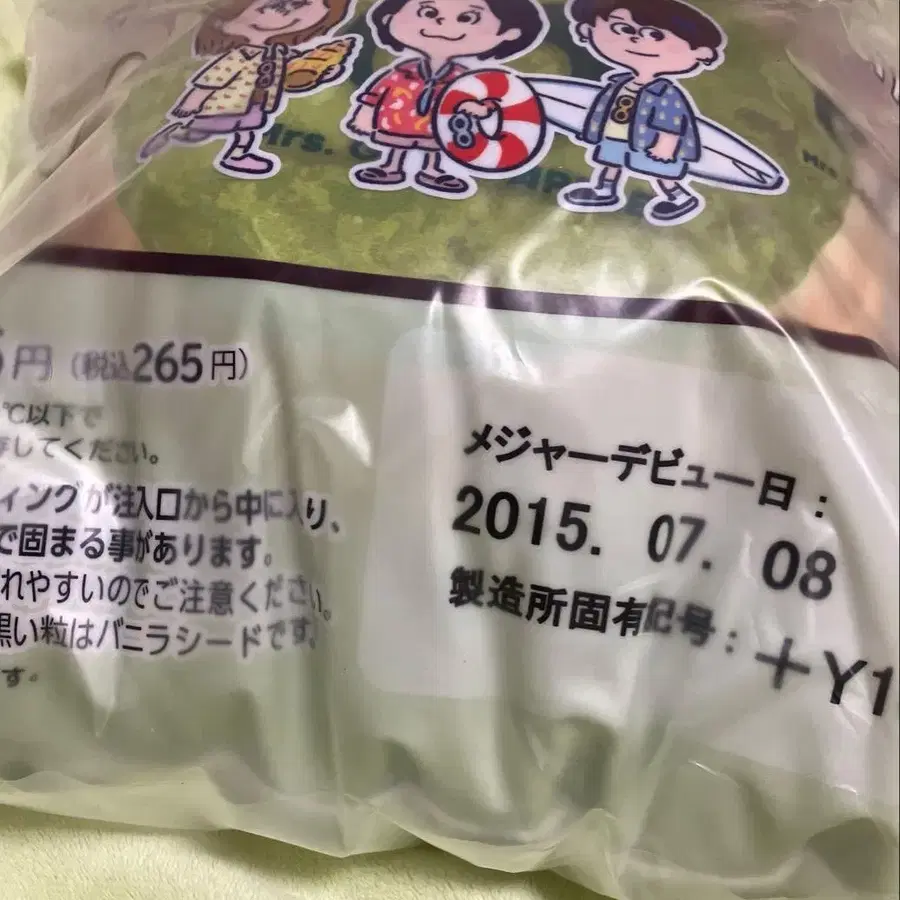 Mrs.
Mrs.
円（税込265円）
℃以下で
してください。
ィングが注入口から中に入り、
で固まる事があります。
れやすいのでご注意ください。
黒い粒はバニラシードです。
す。
メジャーデビュー日：
2015. 07. 08
製造所固有記号：＋Y1